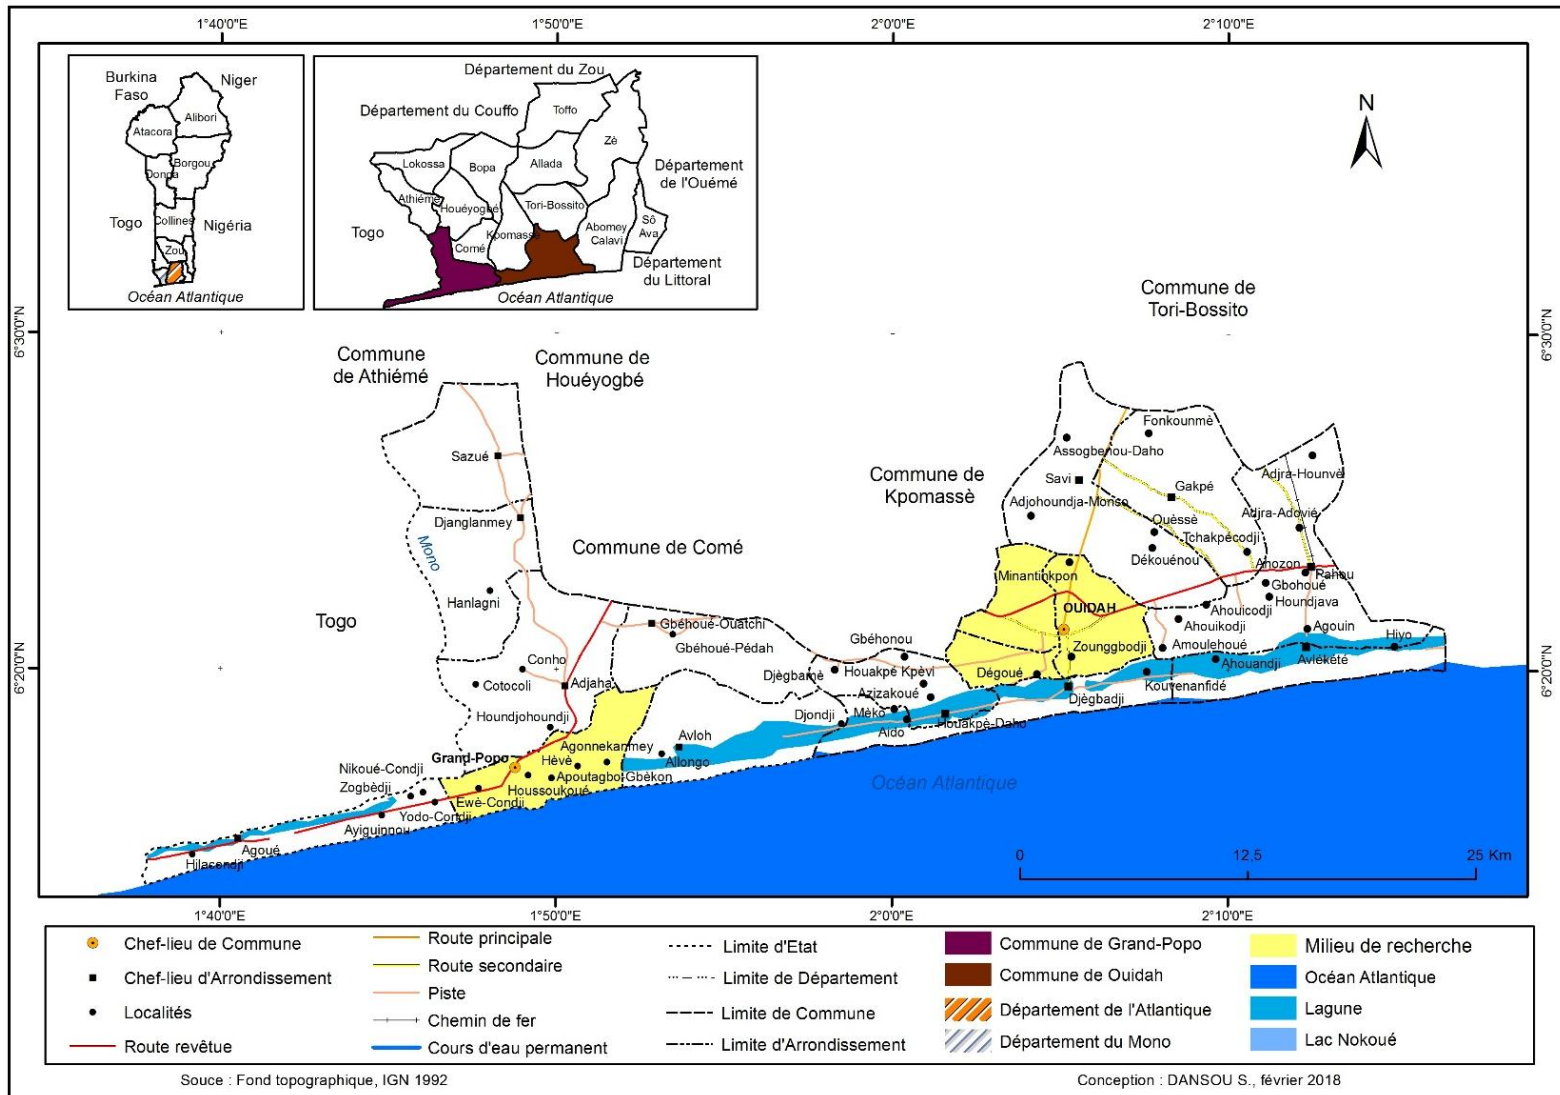 1°40'0"E
1°50'0"E
2°0'0"E
2°10'0"E
6°30'0"N
6°20'0"N
6°30'0"N
6°20'0"N
Burkina
Faso
Niger
Alibori
Atacora
Borgou
Donga
Togo
Collines
Nigéria
Zou
Océan Atlantique
Département du Zou
Département du Couffo
Toffo
Zè
Lokossa
Bopa
Allada
Département
de l'Ouémé
Athiémé
Houéyogbé
Tori-Bossito
Togo
Comé
Kpomassè
Abomey
Calavi
Sô
Ava
Département
du Littoral
Océan Atlantique
N
Commune de
Tori-Bossito
Commune
de Athiémé
Commune de
Houéyogbé
Commune de
Kpomassè
Commune de Comé
Togo
Mono
Sazué
Djanglanmey
Hanlagni
Conho
Cotocoli
Adjaha
Houndjohoundji
Gbéhoué-Ouatchi
Gbéhoué-Pédah
Grand-Popo
Nikoué-Condji
Zogbèdji
Ayiguinnou
Yodo-Condji
Ewè-Condji
Agoué
Hilacondji
Hévè
Houssoukoué
Agonnekanmey
Apoutagbo
Gbèkon
Allongo
Avloh
Djondji
Djègbamè
Gbéhonou
Houakpé Kpèvi
Azizakoué
Mèko
Aïdo
Houakpè-Daho
Fonkounmè
Assogbenou-Daho
Savi
Adjohoundja-Monso
Gakpé
Ouèssè
Tchakpécodji
Dékouénou
Adjra-Hounvè
Adjra-Adovié
Ahozon
Pahou
Gbohoué
Houndjava
Ahouicodji
Ahouikodji
Amoulehoué
Agouin
Hiyo
Avlékété
Ahouandji
Kouvenanfidé
Djègbadji
Minantinkpon
OUIDAH
Zounggbodji
Dégoué
Océan Atlantique
0
12,5
25 Km
1°40'0"E
1°50'0"E
2°0'0"E
2°10'0"E
Chef-lieu de Commune
Chef-lieu d'Arrondissement
Localités
Route revêtue
Route principale
Route secondaire
Piste
Chemin de fer
Cours d'eau permanent
Limite d'Etat
Limite de Département
Limite de Commune
Limite d'Arrondissement
Commune de Grand-Popo
Commune de Ouidah
Département de l'Atlantique
Département du Mono
Milieu de recherche
Océan Atlantique
Lagune
Lac Nokoué
Souce : Fond topographique, IGN 1992
Conception : DANSOU S., février 2018